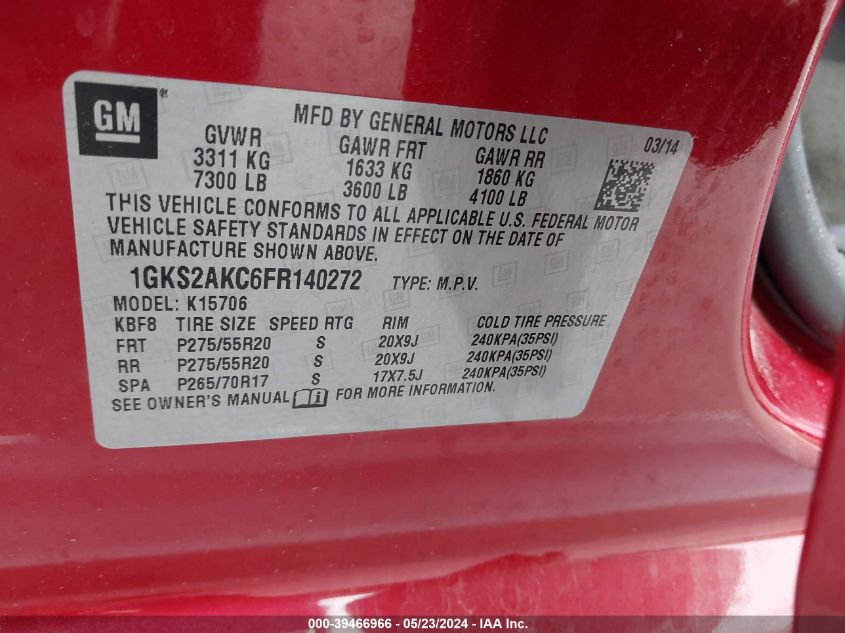 GM®
MFD BY GENERAL MOTORS LLC
03/14
GVWR GAWR FRT GAWR RR
3311 KG 1633 KG 1860 KG
7300 LB 3600 LB 4100 LB
THIS VEHICLE CONFORMS TO ALL APPLICABLE U.S. FEDERAL MOTOR
VEHICLE SAFETY STANDARDS IN EFFECT ON THE DATE OF
MANUFACTURE SHOWN ABOVE.
1GKS2AKC6FR140272 TYPE: M.P.V.
MODEL: K15706
KBF8 TIRE SIZE SPEED RTG RIM COLD TIRE PRESSURE
FRT P275/55R20 S 20X9J 240KPA(35PSI)
RR P275/55R20 S 20X9J 240KPA(35PSI)
SPA P265/70R17 S 17X7.5J 240KPA(35PSI)
SEE OWNER'S MANUAL i FOR MORE INFORMATION.
000-39466966 - 05/23/2024 - IAA Inc.